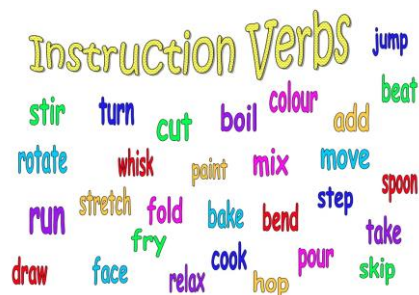 Instruction Verbs
jump
beat
stir turn cut boil colour add
rotate whisk paint mix move
spoon
run stretch fold bake bend step
take
fry
draw face relax cook hop pour skip